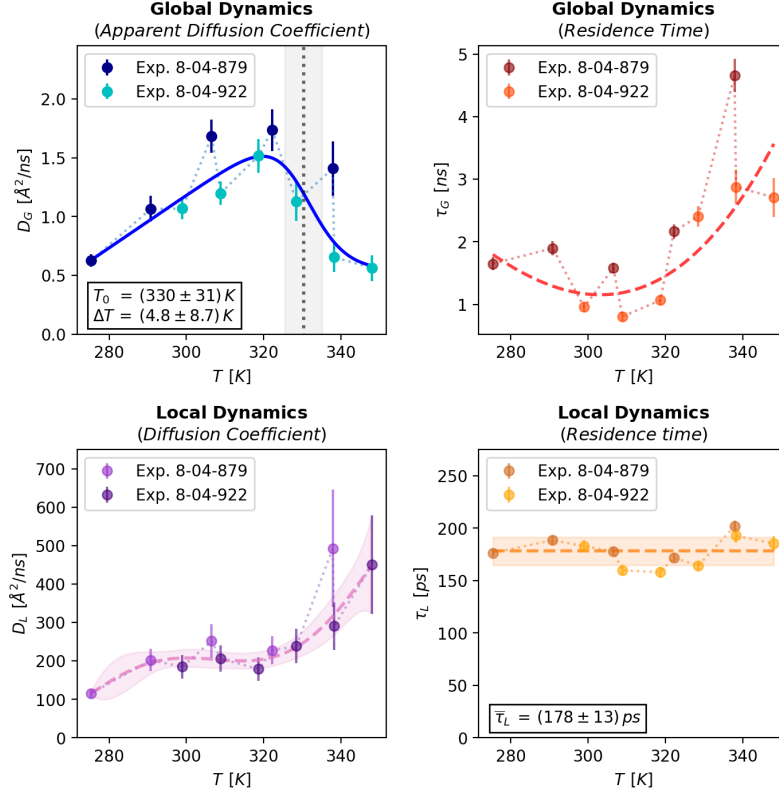 Global Dynamics
(Apparent Diffusion Coefficient)
Exp. 8-04-879
Exp. 8-04-922
D_G [Å²/ns]
2.0
1.5
1.0
0.5
0.0
T₀ = (330 ± 31) K
ΔT = (4.8 ± 8.7) K
280 300 320 340
T [K]
Global Dynamics
(Residence Time)
Exp. 8-04-879
Exp. 8-04-922
τ_G [ns]
5
4
3
2
1
280 300 320 340
T [K]
Local Dynamics
(Diffusion Coefficient)
Exp. 8-04-879
Exp. 8-04-922
D_L [Å²/ns]
700
600
500
400
300
200
100
0
280 300 320 340
T [K]
Local Dynamics
(Residence time)
Exp. 8-04-879
Exp. 8-04-922
τ_L [ps]
250
200
150
100
50
0
τ̅_L = (178 ± 13) ps
280 300 320 340
T [K]